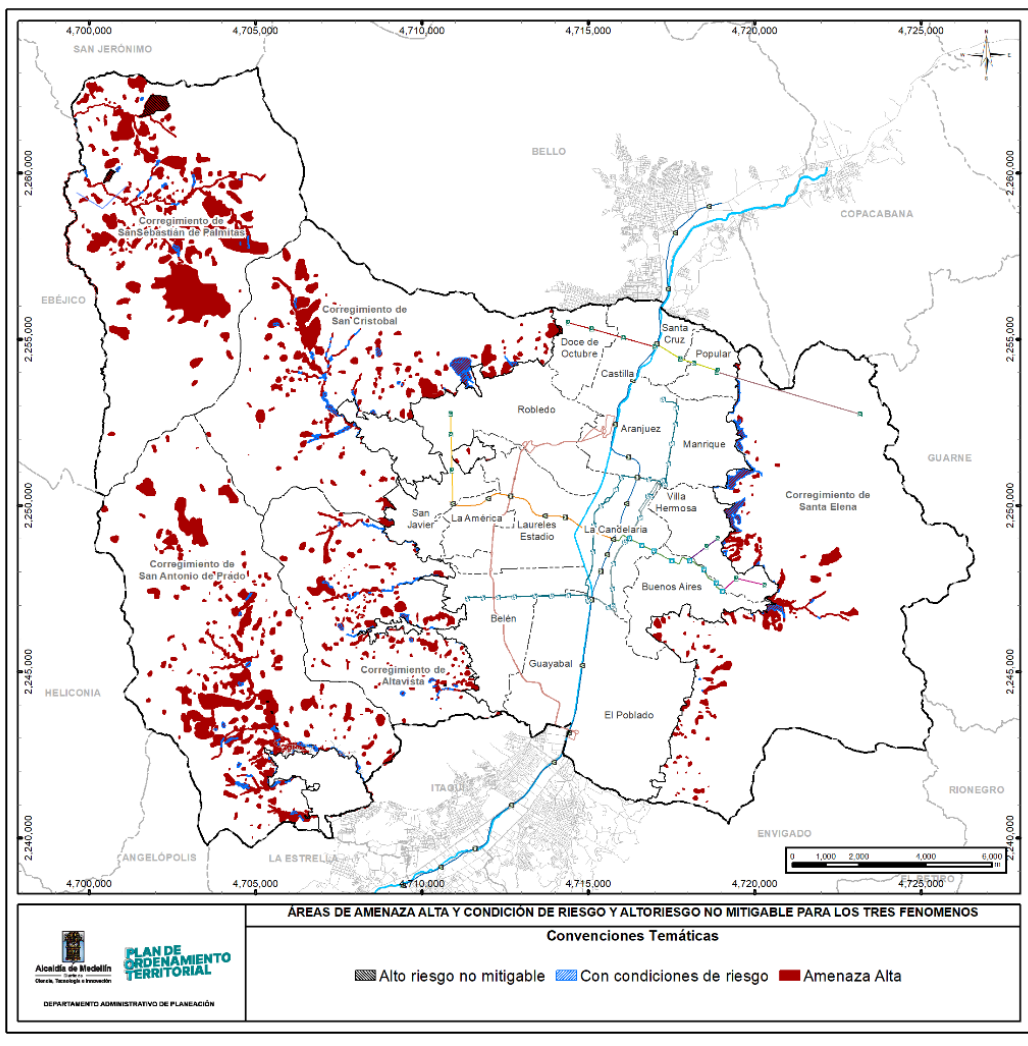 4,700,000
4,705,000
4,710,000
4,715,000
4,720,000
4,725,000
SAN JERÓNIMO
N
E
S
BELLO
2,260,000
2,260,000
COPACABANA
Corregimiento de
SanSebastián de Palmitas
EBÉJICO
Corregimiento de
San Cristobal
2,255,000
2,255,000
Santa
Cruz
Doce de
Octubre
Popular
Castilla
Robledo
Aranjuez
Manrique
GUARNE
2,250,000
2,250,000
San
Javier
La América
Laureles
Estadio
La Candelaria
Villa
Hermosa
Corregimiento de
Santa Elena
Corregimiento de
San Antonio de Prado
Buenos Aires
Belén
Guayabal
Corregimiento de
Altavista
2,245,000
2,245,000
HELICONIA
El Poblado
ITAGUÍ
RIONEGRO
ENVIGADO
2,240,000
2,240,000
ANGELÓPOLIS
LA ESTRELLA
0 1,000 2,000 4,000 6,000
m
EL RETIRO
4,700,000
4,705,000
4,710,000
4,715,000
4,720,000
4,725,000
ÁREAS DE AMENAZA ALTA Y CONDICIÓN DE RIESGO Y ALTORIESGO NO MITIGABLE PARA LOS TRES FENOMENOS
Convenciones Temáticas
Alto riesgo no mitigable
Con condiciones de riesgo
Amenaza Alta
Alcaldía de Medellín
Ciencia, Tecnología e Innovación
PLAN DE
ORDENAMIENTO
TERRITORIAL
DEPARTAMENTO ADMINISTRATIVO DE PLANEACIÓN